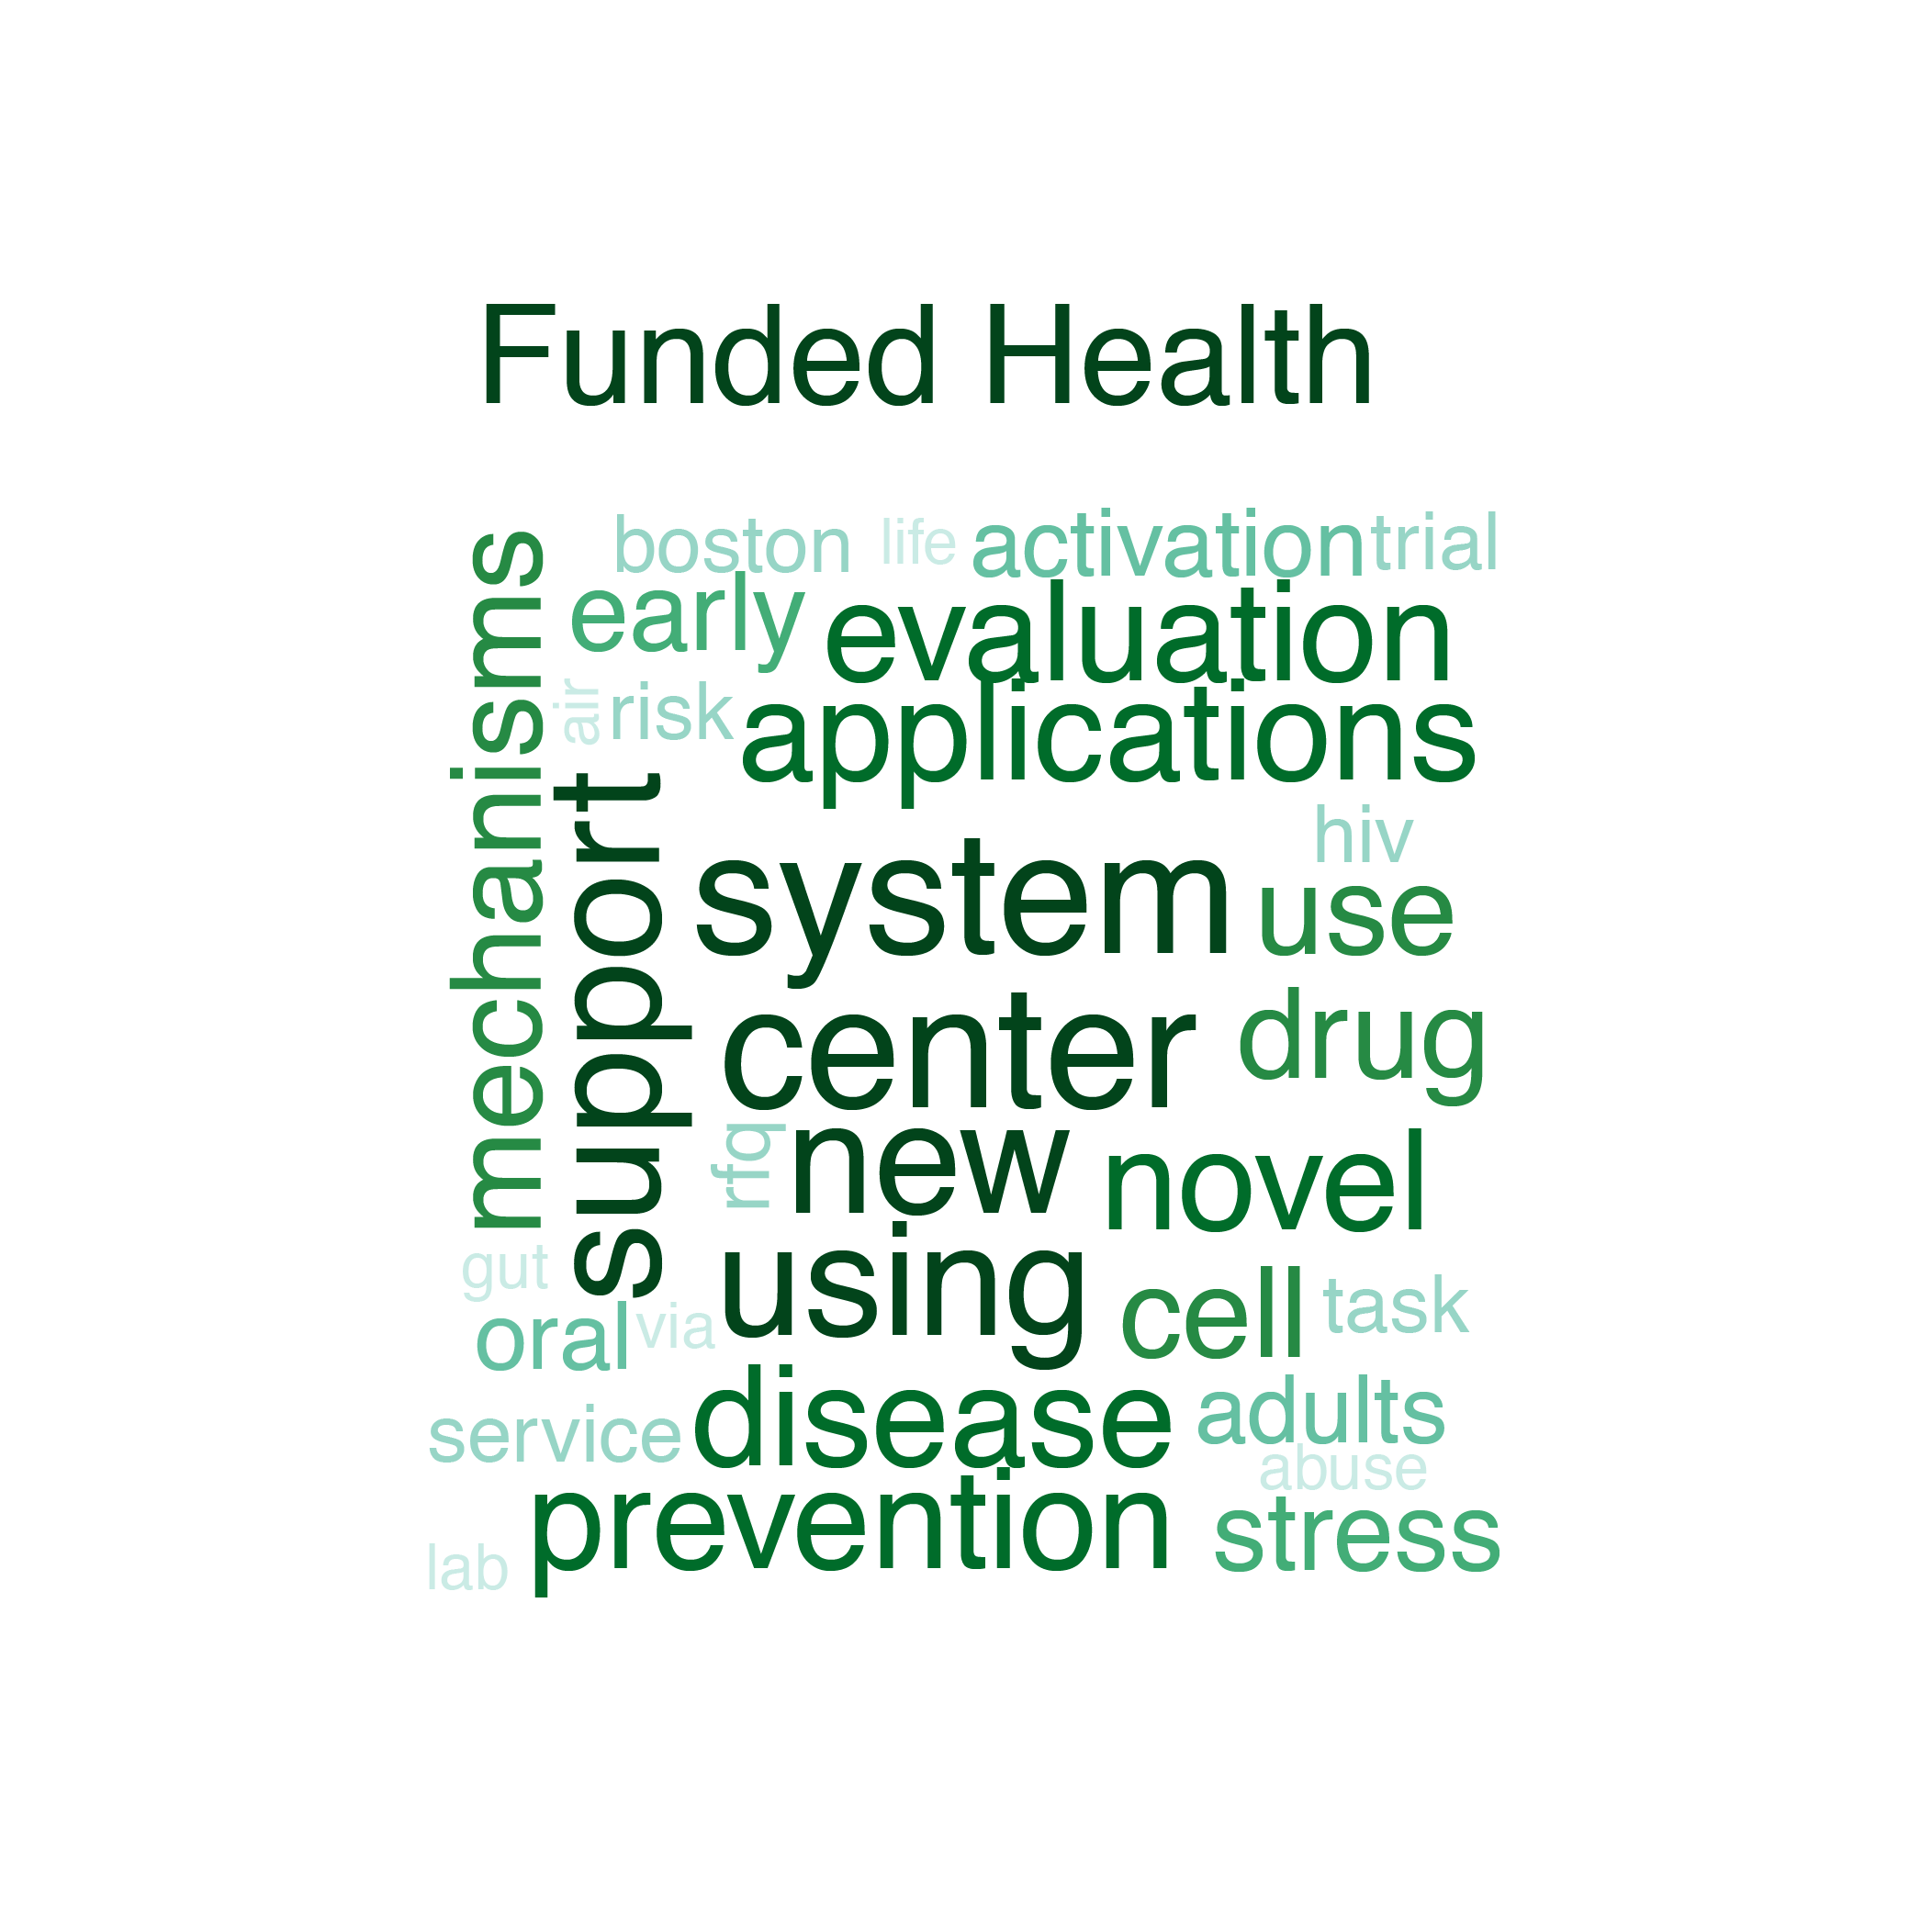 Funded Health
boston life activation trial
early evaluation
air risk applications
mechanisms
support
system hiv
use
center drug
rfq new novel
gut using cell task
oral via
service disease adults
abuse
lab prevention stress